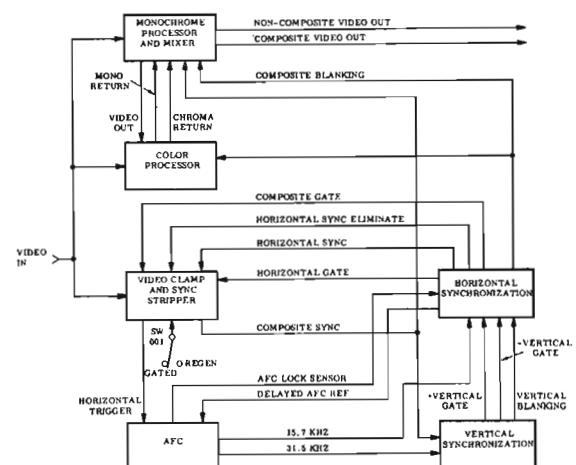 MONOCHROME
PROCESSOR
AND MIXER
NON-COMPOSITE VIDEO OUT
COMPOSITE VIDEO OUT
MONO
RETURN
COMPOSITE BLANKING
VIDEO
OUT
CHROMA
RETURN
COLOR
PROCESSOR
COMPOSITE GATE
HORIZONTAL SYNC ELIMINATE
HORIZONTAL SYNC
VIDEO
IN
HORIZONTAL GATE
VIDEO CLAMP
AND SYNC
STRIPPER
HORIZONTAL
SYNCHRONIZATION
SW
001
COMPOSITE SYNC
REGEN
GATED
-VERTICAL
GATE
AFC LOCK SENSOR
DELAYED AFC REF
HORIZONTAL
TRIGGER
+VERTICAL
GATE
VERTICAL
BLANKING
AFC
15.7 KHZ
31.5 KHZ
VERTICAL
SYNCHRONIZATION